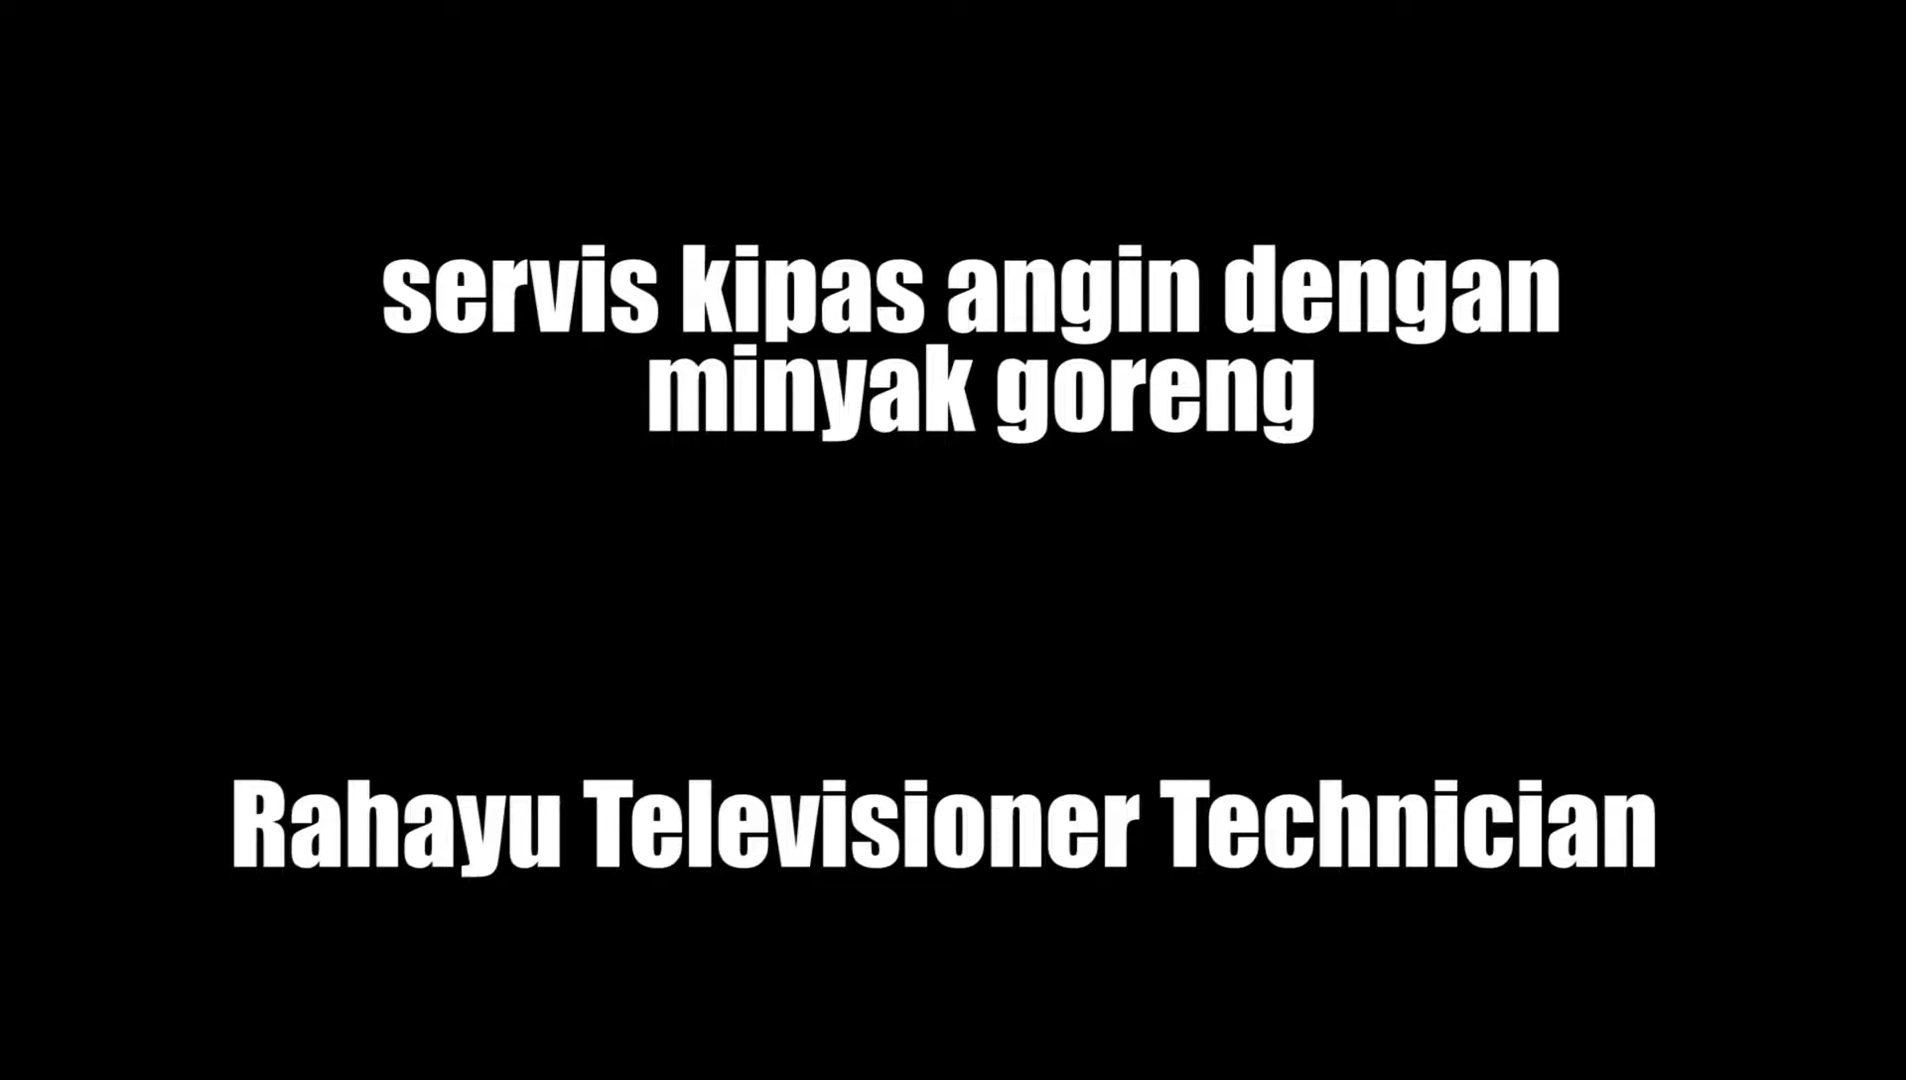 servis kipas angin dengan
minyak goreng
Rahayu Televisioner Technician